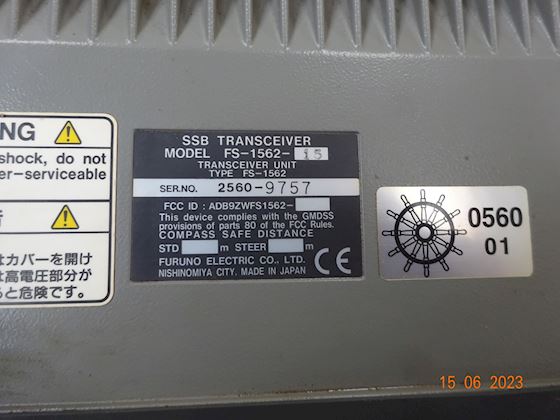 NG
shock, do not
er-serviceable
はカバーを開け
は高電圧部分が
ると危険です。
SSB TRANSCEIVER
MODEL FS-1562-15
TRANSCEIVER UNIT
TYPE FS-1562
SER.NO. 2560-9757
FCC ID : ADB9ZWFS1562-
This device complies with the GMDSS
provisions of parts 80 of the FCC Rules.
COMPASS SAFE DISTANCE
STD m STEER m
FURUNO ELECTRIC CO., LTD.
NISHINOMIYA CITY. MADE IN JAPAN
CE
0560
01
15 06 2023